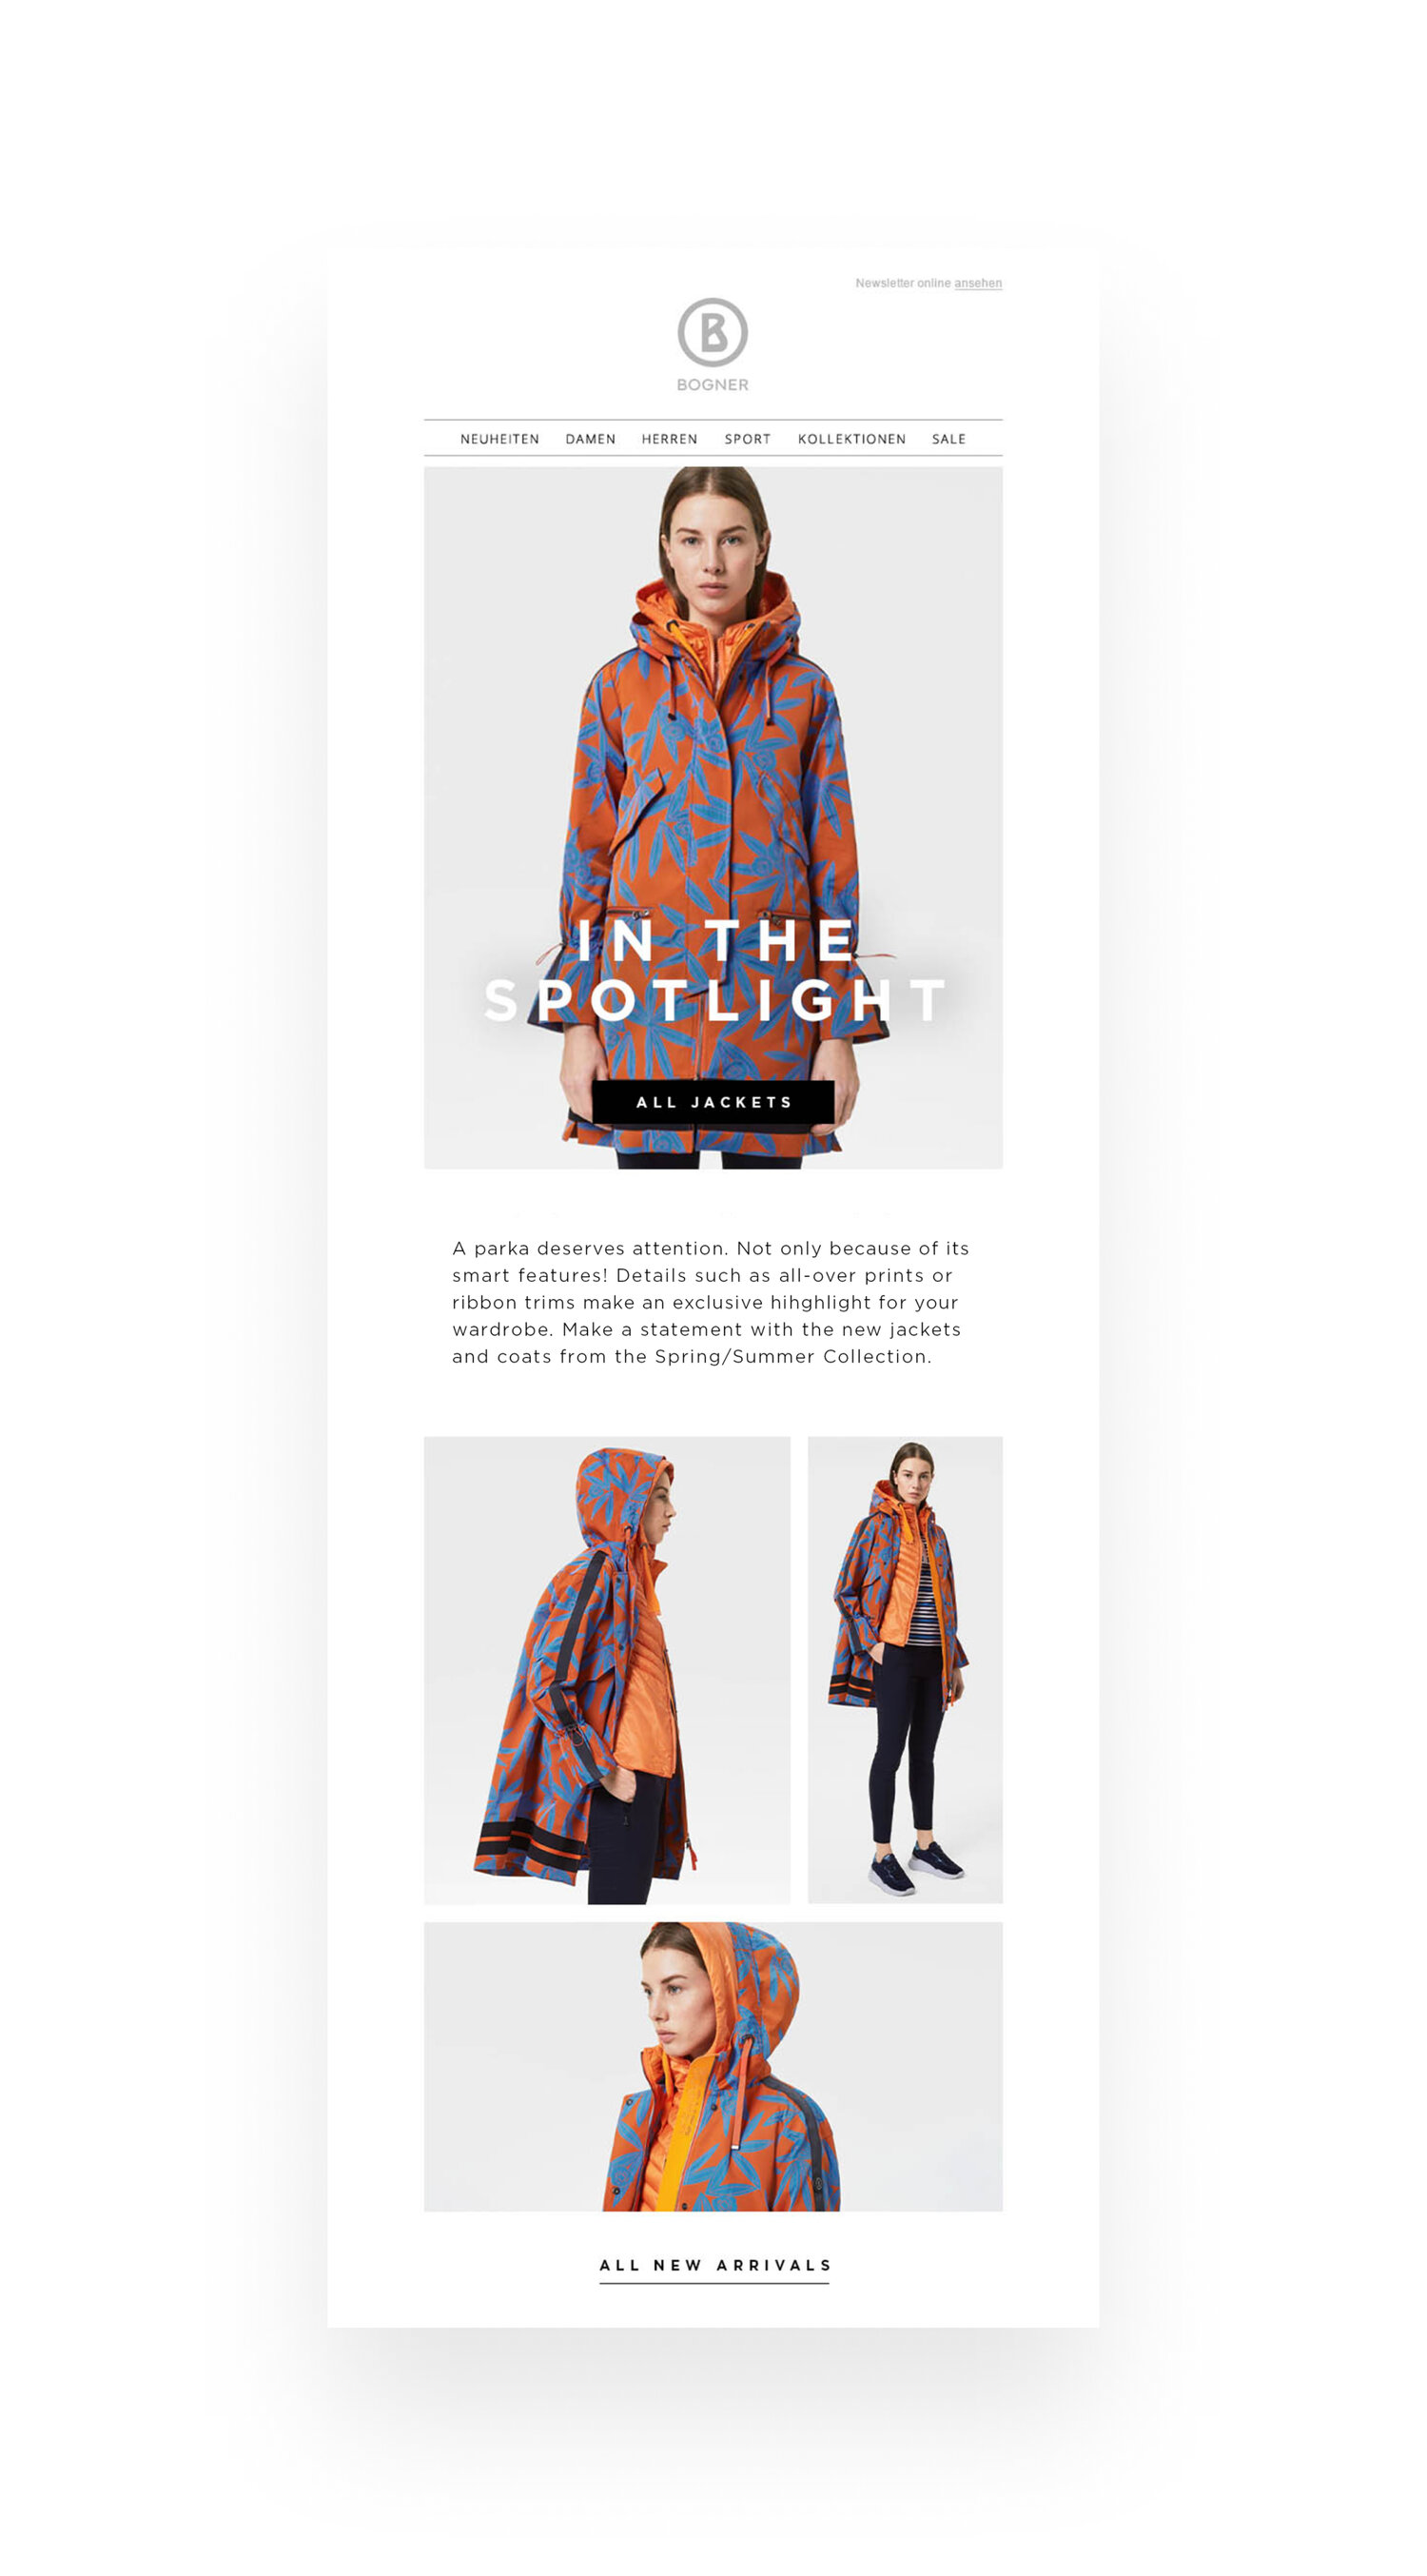 Newsletter online ansehen
B
BOGNER
NEUHEITEN DAMEN HERREN SPORT KOLLEKTIONEN SALE
IN THE
SPOTLIGHT
ALL JACKETS
A parka deserves attention. Not only because of its
smart features! Details such as all-over prints or
ribbon trims make an exclusive hihghlight for your
wardrobe. Make a statement with the new jackets
and coats from the Spring/Summer Collection.
ALL NEW ARRIVALS